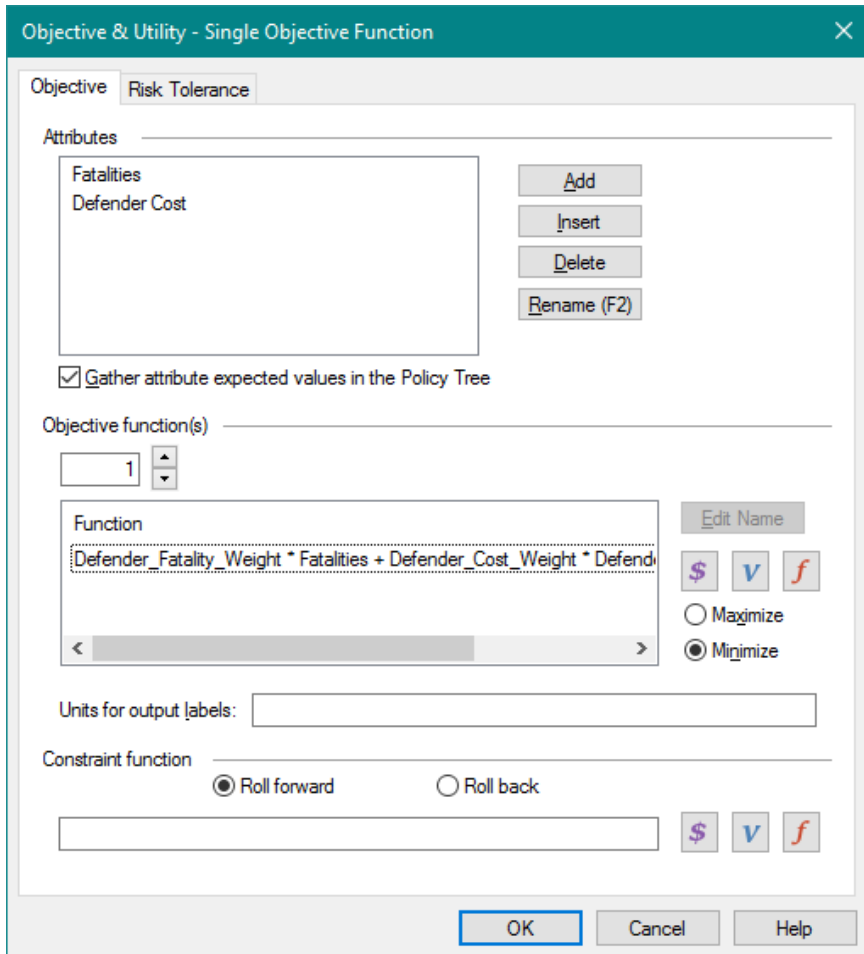 Objective & Utility - Single Objective Function
Objective
Risk Tolerance
Attributes
Fatalities
Defender Cost
Add
Insert
Delete
Rename (F2)
Gather attribute expected values in the Policy Tree
Objective function(s)
1
Function
Edit Name
Defender_Fatality_Weight * Fatalities + Defender_Cost_Weight * Defend
$ V f
Maximize
Minimize
Units for output labels:
Constraint function
Roll forward
Roll back
$ V f
OK
Cancel
Help